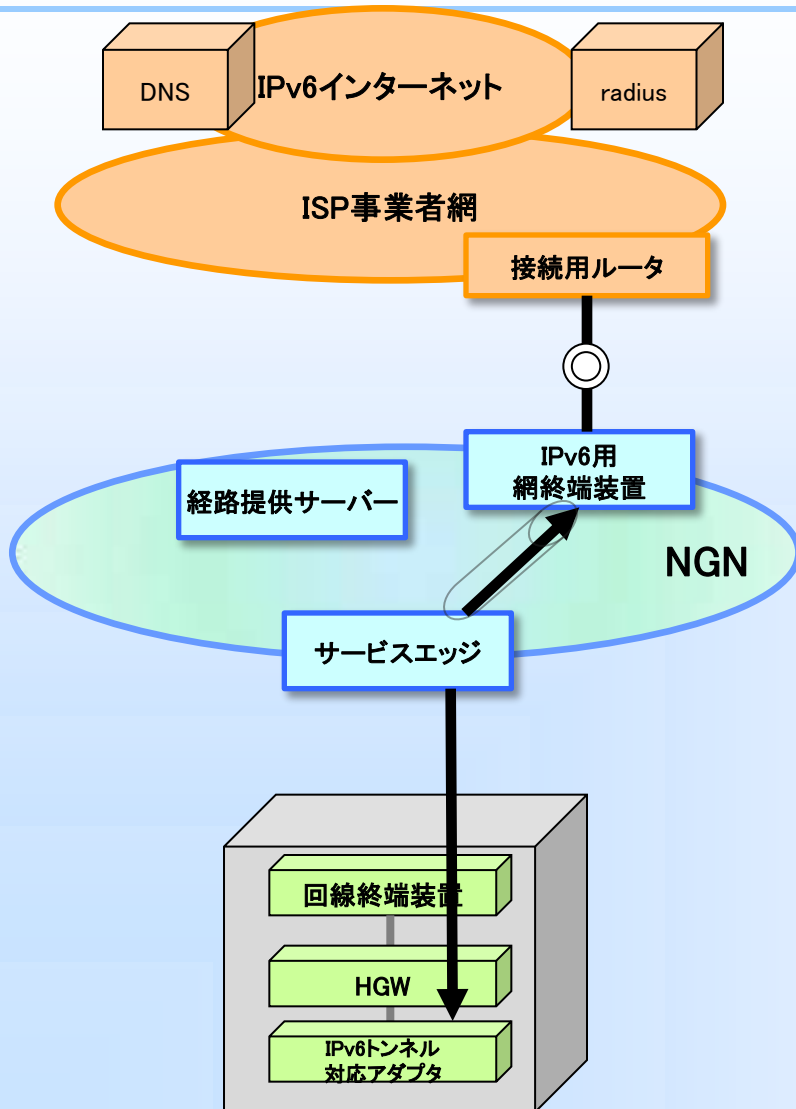 DNS
IPv6インターネット
radius
ISP事業者網
接続用ルータ
IPv6用
網終端装置
経路提供サーバー
NGN
サービスエッジ
回線終端装置
HGW
IPv6トンネル
対応アダプタ